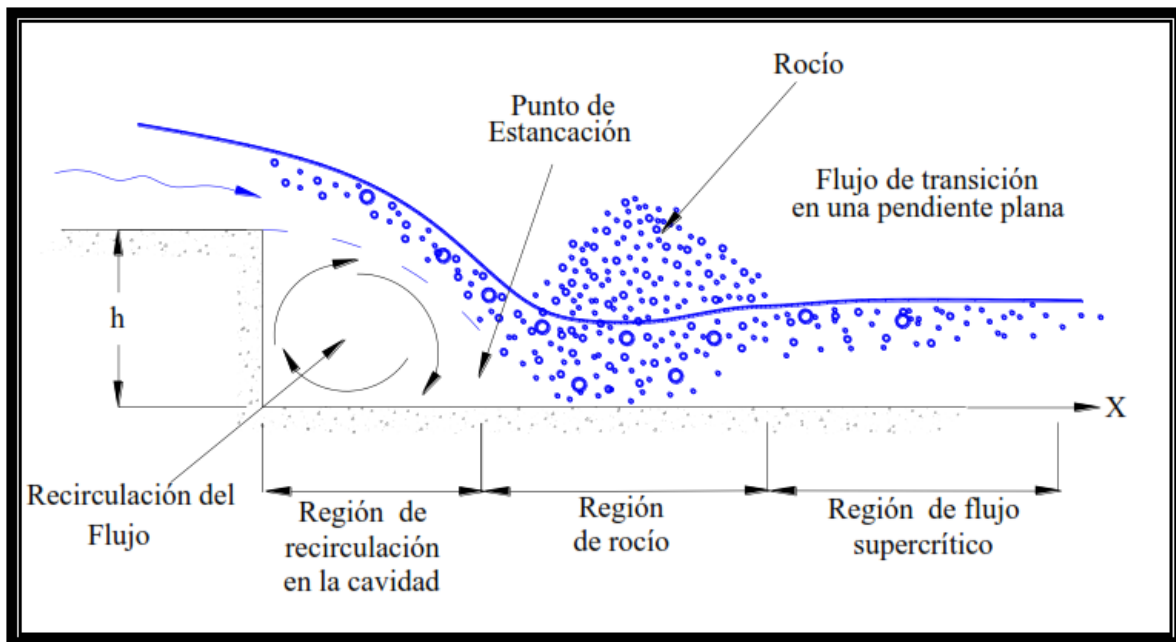 Rocío
Punto de
Estancación
Flujo de transición
en una pendiente plana
h
X
Recirculación del
Flujo
Región de
recirculación
en la cavidad
Región
de rocío
Región de flujo
supercrítico